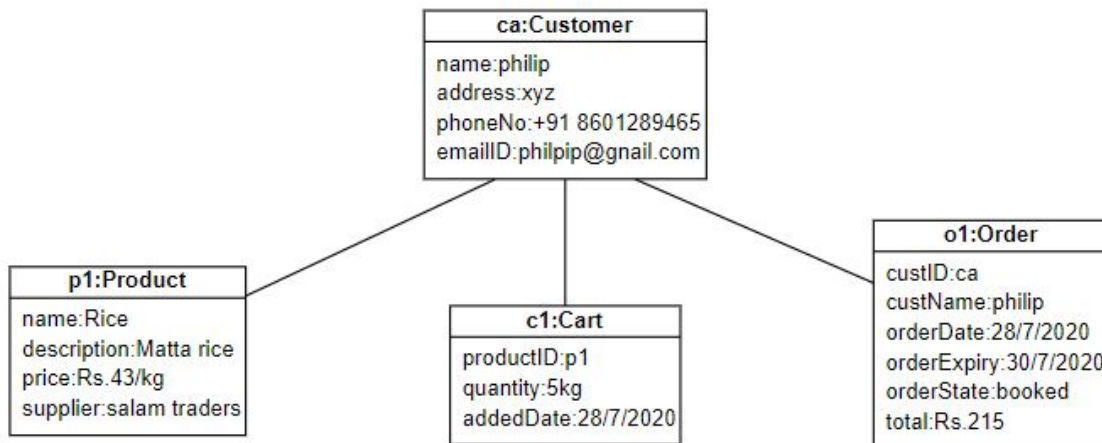 ca:Customer
name:philip
address:xyz
phoneNo:+91 8601289465
emailID:philpip@gnail.com
p1:Product
name:Rice
description:Matta rice
price:Rs.43/kg
supplier:salam traders
c1:Cart
productID:p1
quantity:5kg
addedDate:28/7/2020
o1:Order
custID:ca
custName:philip
orderDate:28/7/2020
orderExpiry:30/7/2020
orderState:booked
total:Rs.215